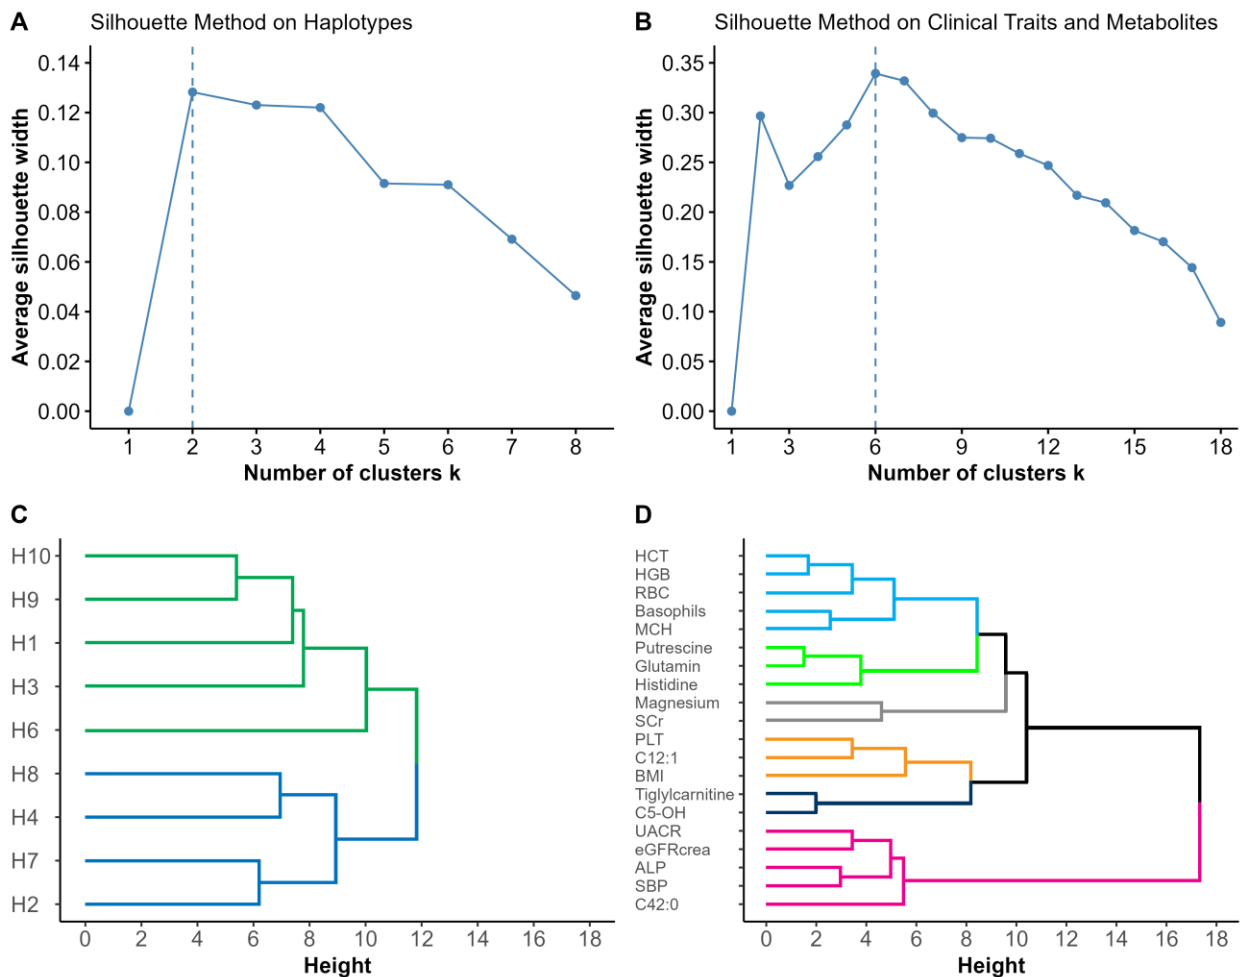 A
Silhouette Method on Haplotypes
Average silhouette width
0.14
0.12
0.10
0.08
0.06
0.04
0.02
0.00
1 2 3 4 5 6 7 8
Number of clusters k
B
Silhouette Method on Clinical Traits and Metabolites
Average silhouette width
0.35
0.30
0.25
0.20
0.15
0.10
0.05
0.00
1 3 6 9 12 15 18
Number of clusters k
C
H10
H9
H1
H3
H6
H8
H4
H7
H2
0 2 4 6 8 10 12 14 16 18
Height
D
HCT
HGB
RBC
Basophils
MCH
Putrescine
Glutamin
Histidine
Magnesium
SCr
PLT
C12:1
BMI
Tiglylcarnitine
C5-OH
UACR
eGFRcrea
ALP
SBP
C42:0
0 2 4 6 8 10 12 14 16 18
Height